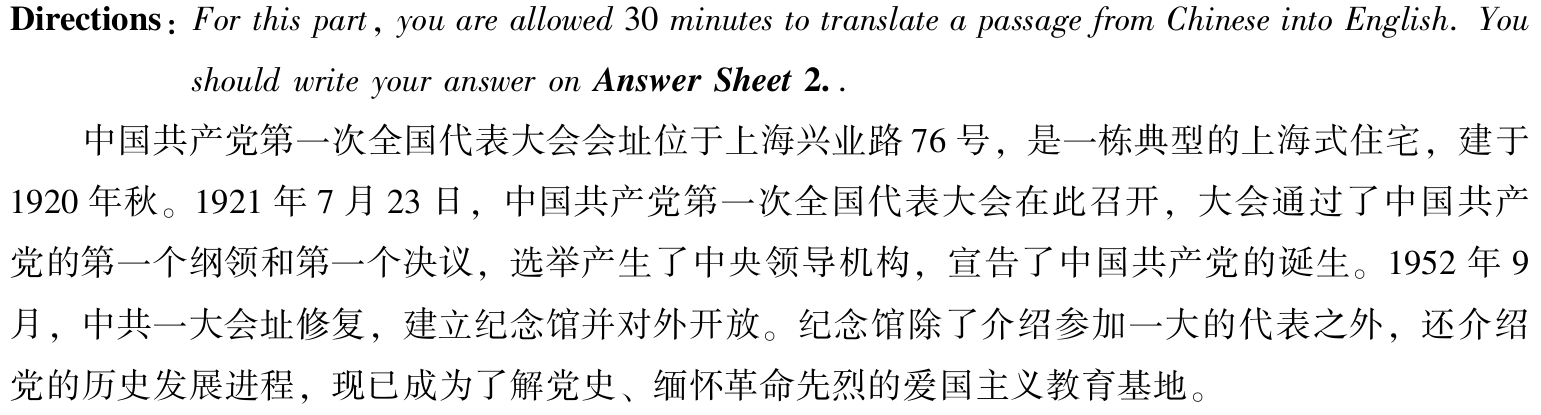 Directions: For this part, you are allowed 30 minutes to translate a passage from Chinese into English. You
should write your answer on Answer Sheet 2. .
中国共产党第一次全国代表大会会址位于上海兴业路 76 号，是一栋典型的上海式住宅，建于
1920 年秋。1921 年 7 月 23 日，中国共产党第一次全国代表大会在此召开，大会通过了中国共产
党的第一个纲领和第一个决议，选举产生了中央领导机构，宣告了中国共产党的诞生。1952 年 9
月，中共一大会址修复，建立纪念馆并对外开放。纪念馆除了介绍参加一大的代表之外，还介绍
党的历史发展进程，现已成为了解党史、缅怀革命先烈的爱国主义教育基地。